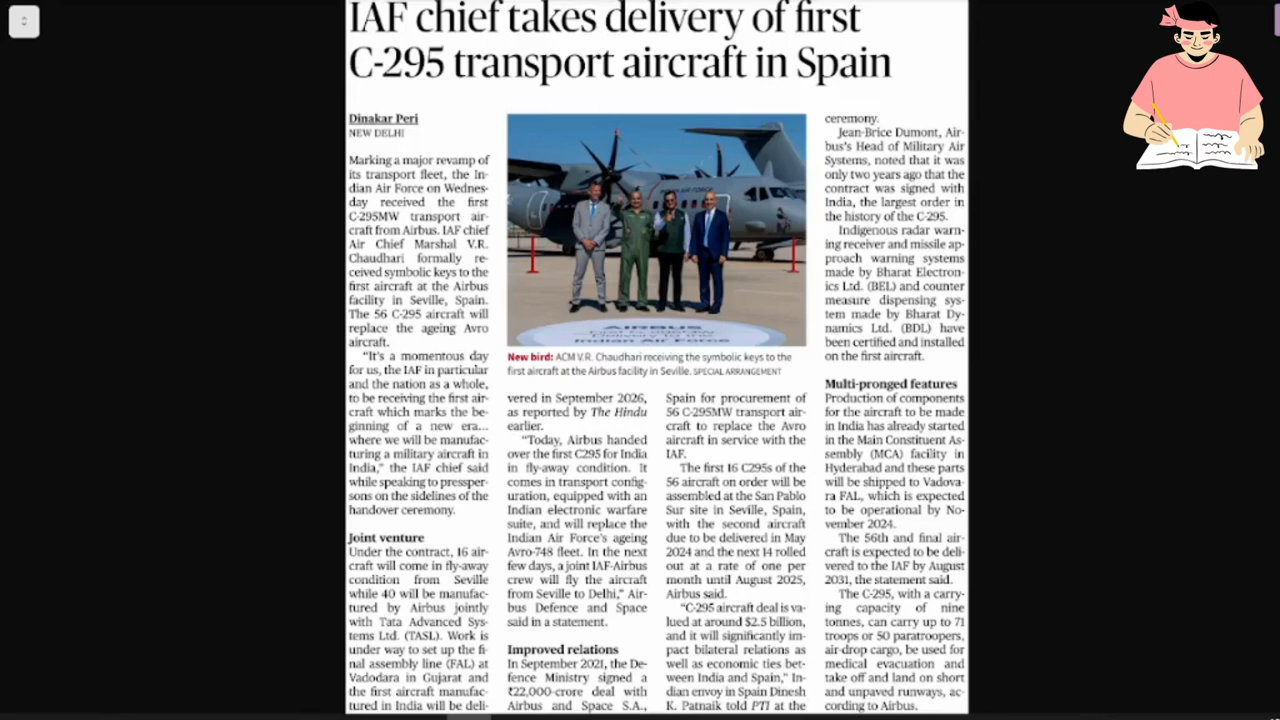 IAF chief takes delivery of first
C-295 transport aircraft in Spain
Dinakar Peri
NEW DELHI
Marking a major revamp of
its transport fleet, the In-
dian Air Force on Wednes-
day received the first
C-295MW transport air-
craft from Airbus. IAF chief
Air Chief Marshal V.R.
Chaudhari formally re-
ceived symbolic keys to the
first aircraft at the Airbus
facility in Seville, Spain.
The 56 C-295 aircraft will
replace the ageing Avro
aircraft.
“It’s a momentous day
for us, the IAF in particular
and the nation as a whole,
to be receiving the first air-
craft which marks the be-
ginning of a new era...
where we will be manufac-
turing a military aircraft in
India,” the IAF chief said
while speaking to pressper-
sons on the sidelines of the
handover ceremony.
Joint venture
Under the contract, 16 air-
craft will come in fly-away
condition from Seville
while 40 will be manufac-
tured by Airbus jointly
with Tata Advanced Sys-
tems Ltd. (TASL). Work is
under way to set up the fi-
nal assembly line (FAL) at
Vadodara in Gujarat and
the first aircraft manufac-
tured in India will be deli-
AIRBUS
Indian Air Force
New bird: ACM V.R. Chaudhari receiving the symbolic keys to the
first aircraft at the Airbus facility in Seville. SPECIAL ARRANGEMENT
vered in September 2026,
as reported by The Hindu
earlier.
“Today, Airbus handed
over the first C295 for India
in fly-away condition. It
comes in transport config-
uration, equipped with an
Indian electronic warfare
suite, and will replace the
Indian Air Force’s ageing
Avro-748 fleet. In the next
few days, a joint IAF-Airbus
crew will fly the aircraft
from Seville to Delhi,” Air-
bus Defence and Space
said in a statement.
Improved relations
In September 2021, the De-
fence Ministry signed a
₹22,000-crore deal with
Airbus and Space S.A.,
Spain for procurement of
56 C-295MW transport air-
craft to replace the Avro
aircraft in service with the
IAF.
The first 16 C295s of the
56 aircraft on order will be
assembled at the San Pablo
Sur site in Seville, Spain,
with the second aircraft
due to be delivered in May
2024 and the next 14 rolled
out at a rate of one per
month until August 2025,
Airbus said.
“C-295 aircraft deal is va-
lued at around $2.5 billion,
and it will significantly im-
pact bilateral relations as
well as economic ties bet-
ween India and Spain,” In-
dian envoy in Spain Dinesh
K. Patnaik told PTI at the
ceremony.
Jean-Brice Dumont, Air-
bus’s Head of Military Air
Systems, noted that it was
only two years ago that the
contract was signed with
India, the largest order in
the history of the C-295.
Indigenous radar warn-
ing receiver and missile ap-
proach warning systems
made by Bharat Electron-
ics Ltd. (BEL) and counter
measure dispensing sys-
tem made by Bharat Dy-
namics Ltd. (BDL) have
been certified and installed
on the first aircraft.
Multi-pronged features
Production of components
for the aircraft to be made
in India has already started
in the Main Constituent As-
sembly (MCA) facility in
Hyderabad and these parts
will be shipped to Vadova-
ra FAL, which is expected
to be operational by No-
vember 2024.
The 56th and final air-
craft is expected to be deli-
vered to the IAF by August
2031, the statement said.
The C-295, with a carry-
ing capacity of nine
tonnes, can carry up to 71
troops or 50 paratroopers,
air-drop cargo, be used for
medical evacuation and
take off and land on short
and unpaved runways, ac-
cording to Airbus.